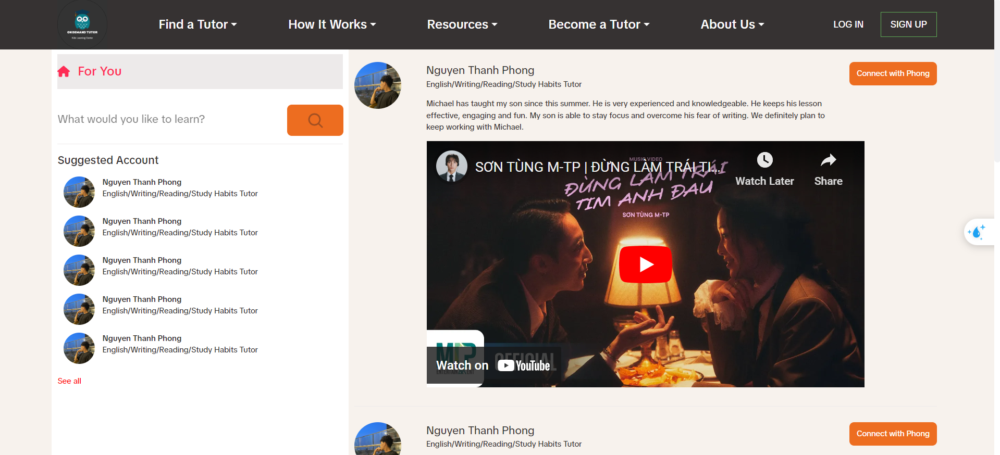 ON DEMAND TUTOR
Kids Learning Center
Find a Tutor
How It Works
Resources
Become a Tutor
About Us
LOG IN
SIGN UP
For You
What would you like to learn?
Suggested Account
Nguyen Thanh Phong
English/Writing/Reading/Study Habits Tutor
Nguyen Thanh Phong
English/Writing/Reading/Study Habits Tutor
Nguyen Thanh Phong
English/Writing/Reading/Study Habits Tutor
Nguyen Thanh Phong
English/Writing/Reading/Study Habits Tutor
Nguyen Thanh Phong
English/Writing/Reading/Study Habits Tutor
See all
Nguyen Thanh Phong
English/Writing/Reading/Study Habits Tutor
Connect with Phong
Michael has taught my son since this summer. He is very experienced and knowledgeable. He keeps his lesson
effective, engaging and fun. My son is able to stay focus and overcome his fear of writing. We definitely plan to
keep working with Michael.
MUSIC VIDEO
SƠN TÙNG M-TP | ĐỪNG LÀM TRÁI TI...
Watch Later
Share
ĐỪNG LÀM TRÁI
TIM ANH ĐAU
SƠN TÙNG M-TP
MTP
OFFICIAL
ENTERTAINMENT
Watch on YouTube
Nguyen Thanh Phong
English/Writing/Reading/Study Habits Tutor
Connect with Phong